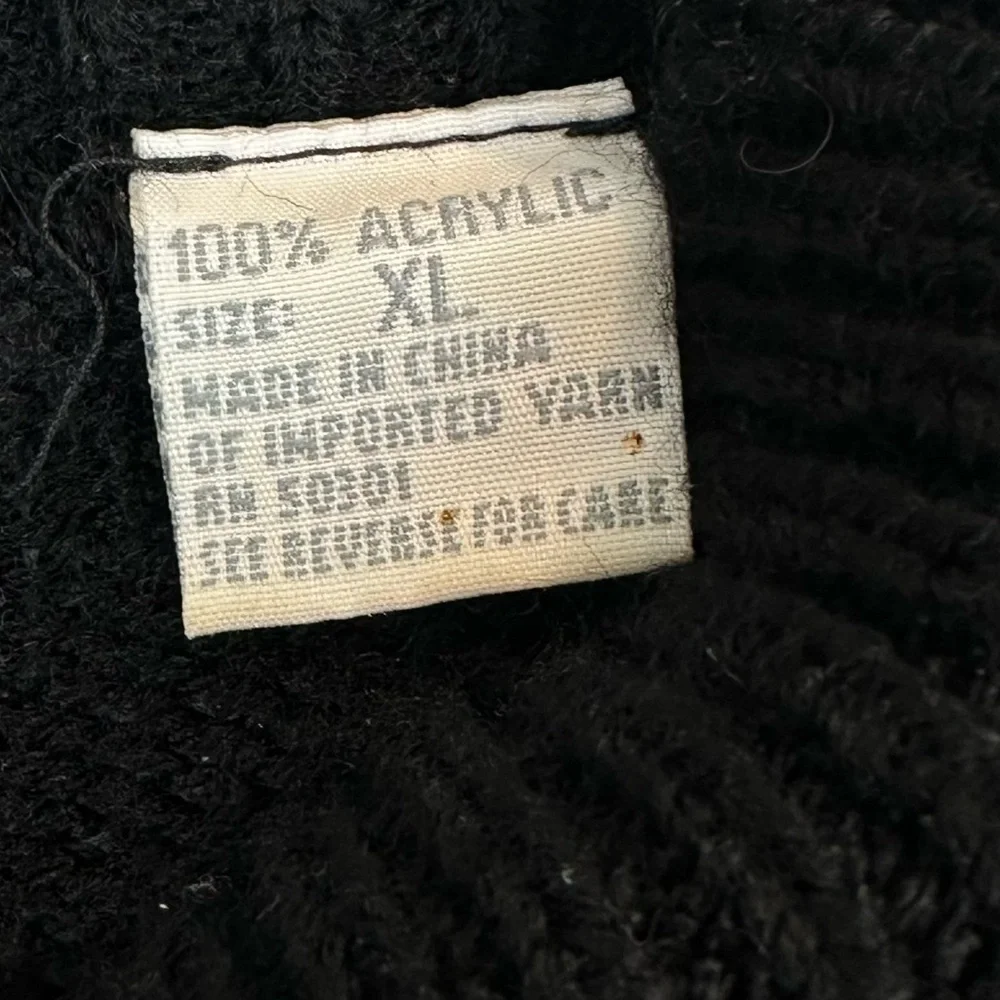 100% ACRYLIC
SIZE: XL
MADE IN CHINA
OF IMPORTED YARN
RN 50301
SEE REVERSE FOR CARE